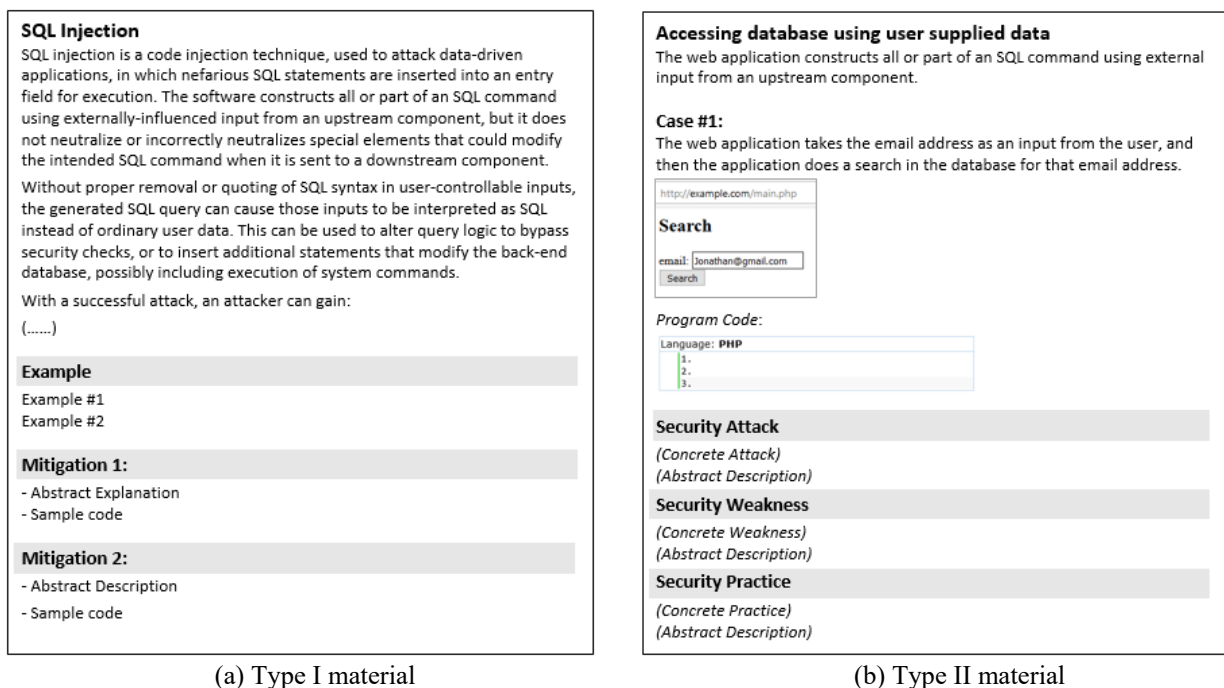 SQL Injection
SQL injection is a code injection technique, used to attack data-driven
applications, in which nefarious SQL statements are inserted into an entry
field for execution. The software constructs all or part of an SQL command
using externally-influenced input from an upstream component, but it does
not neutralize or incorrectly neutralizes special elements that could modify
the intended SQL command when it is sent to a downstream component.
Without proper removal or quoting of SQL syntax in user-controllable inputs,
the generated SQL query can cause those inputs to be interpreted as SQL
instead of ordinary user data. This can be used to alter query logic to bypass
security checks, or to insert additional statements that modify the back-end
database, possibly including execution of system commands.
With a successful attack, an attacker can gain:
(......)
Example
Example #1
Example #2
Mitigation 1:
- Abstract Explanation
- Sample code
Mitigation 2:
- Abstract Description
- Sample code
(a) Type I material
Accessing database using user supplied data
The web application constructs all or part of an SQL command using external
input from an upstream component.
Case #1:
The web application takes the email address as an input from the user, and
then the application does a search in the database for that email address.
http://example.com/main.php
Search
email: Jonathan@gmail.com
Search
Program Code:
Language: PHP
1.
2.
3.
Security Attack
(Concrete Attack)
(Abstract Description)
Security Weakness
(Concrete Weakness)
(Abstract Description)
Security Practice
(Concrete Practice)
(Abstract Description)
(b) Type II material